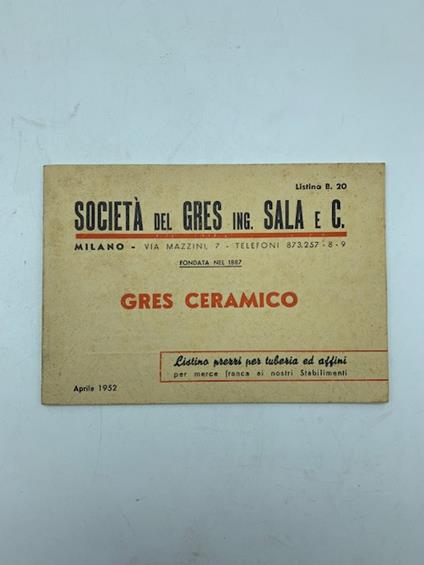 Listino B. 20
SOCIETÀ DEL GRES ING. SALA E C.
MILANO - VIA MAZZINI, 7 - TELEFONI 873.257 - 8 - 9
FONDATA NEL 1887
GRES CERAMICO
Listino prezzi per tuberia ed affini
per merce franca ai nostri Stabilimenti
Aprile 1952